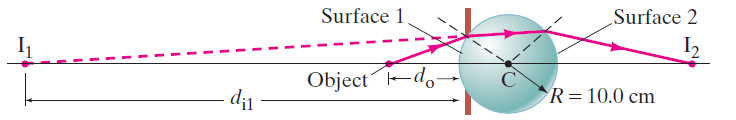 Surface 1
Surface 2
I1
I2
Object
do
C
di1
R = 10.0 cm